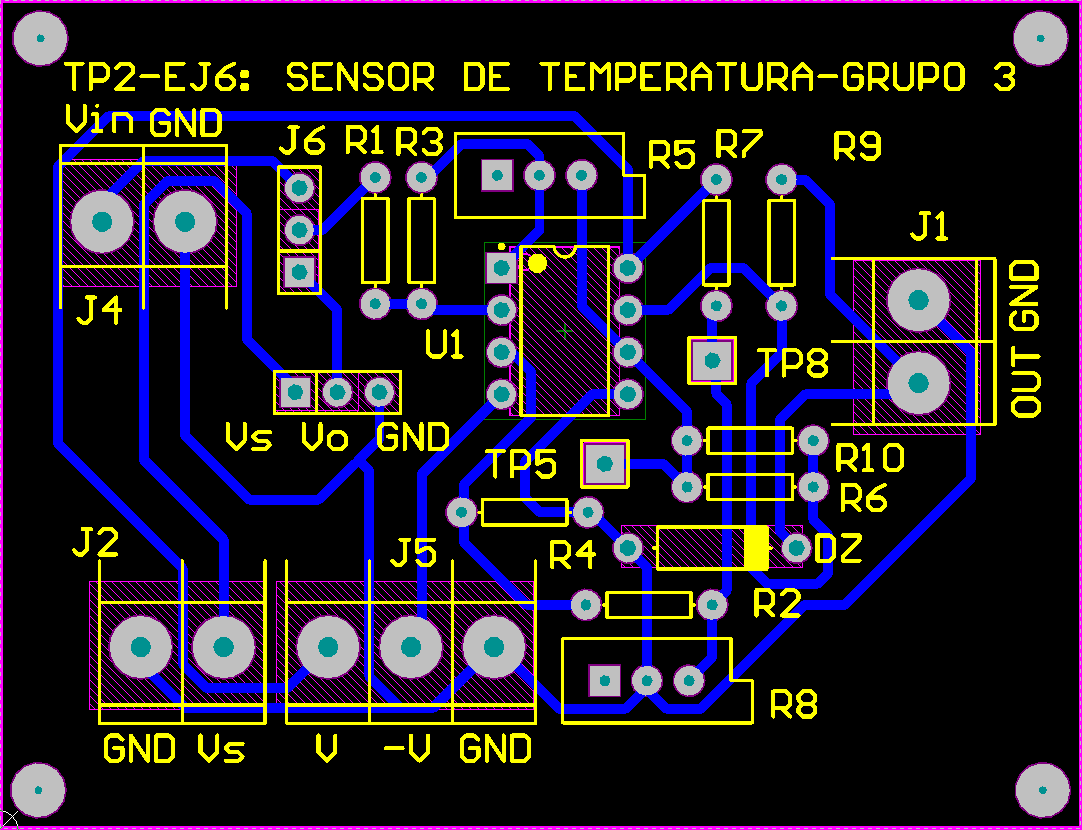 TP2-EJ6: SENSOR DE TEMPERATURA-GRUPO 3
Vin GND
J6 R1 R3 R5 R7 R9
J1
J4 U1
OUT GND
TP8
Vs Vo GND
TP5 R10
R6
J2 J5 R4 DZ
R2
R8
GND Vs V -V GND